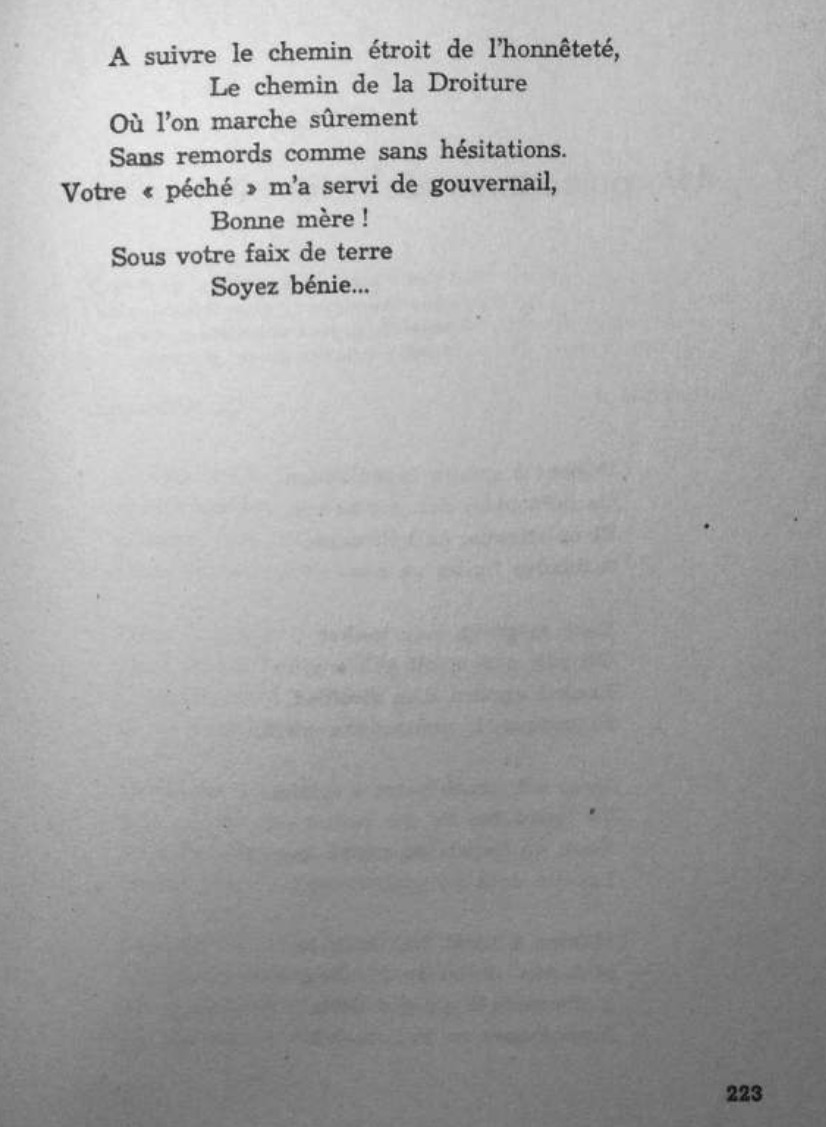 A suivre le chemin étroit de l'honnêteté,
Le chemin de la Droiture
Où l'on marche sûrement
Sans remords comme sans hésitations.
Votre « péché » m'a servi de gouvernail,
Bonne mère !
Sous votre faix de terre
Soyez bénie...
223